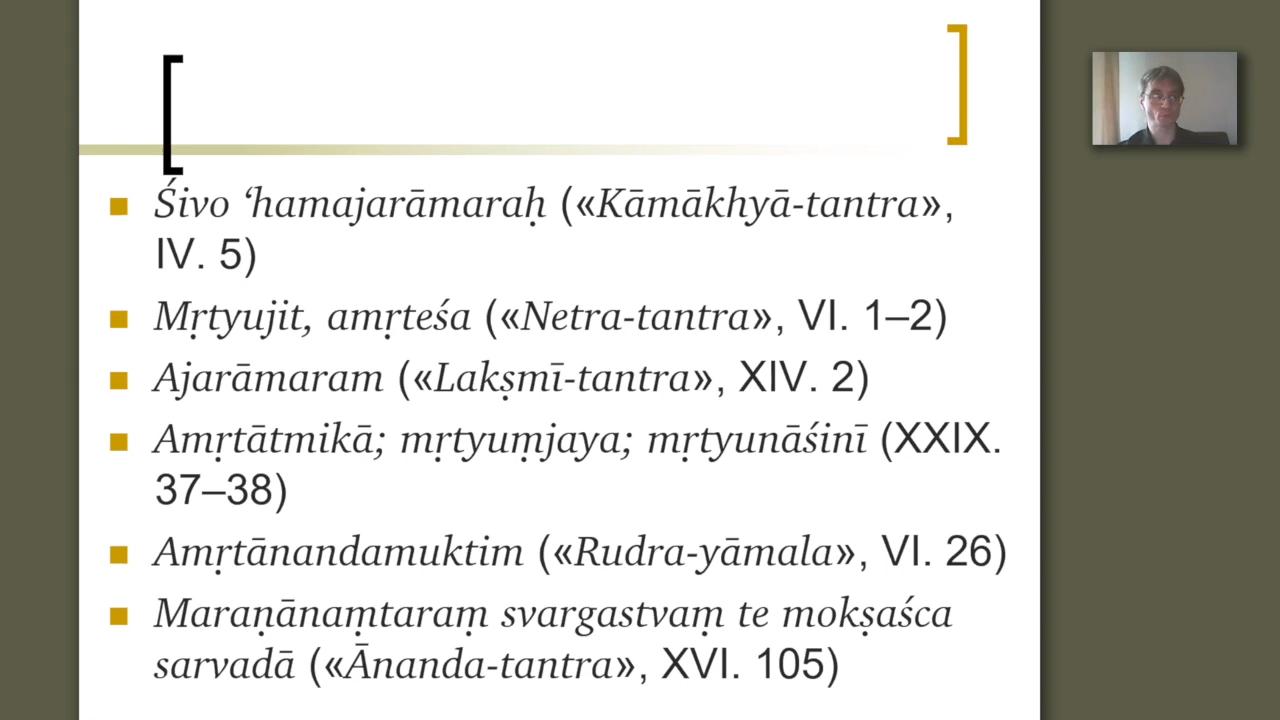 Śivo ‘hamajarāmaraḥ («Kāmākhyā-tantra»,
IV. 5)
Mṛtyujit, amṛteśa («Netra-tantra», VI. 1–2)
Ajarāmaram («Lakṣmī-tantra», XIV. 2)
Amṛtātmikā; mṛtyuṃjaya; mṛtyunāśinī (XXIX.
37–38)
Amṛtānandamuktim («Rudra-yāmala», VI. 26)
Maraṇānaṃtaraṃ svargastvaṃ te mokṣaśca
sarvadā («Ānanda-tantra», XVI. 105)